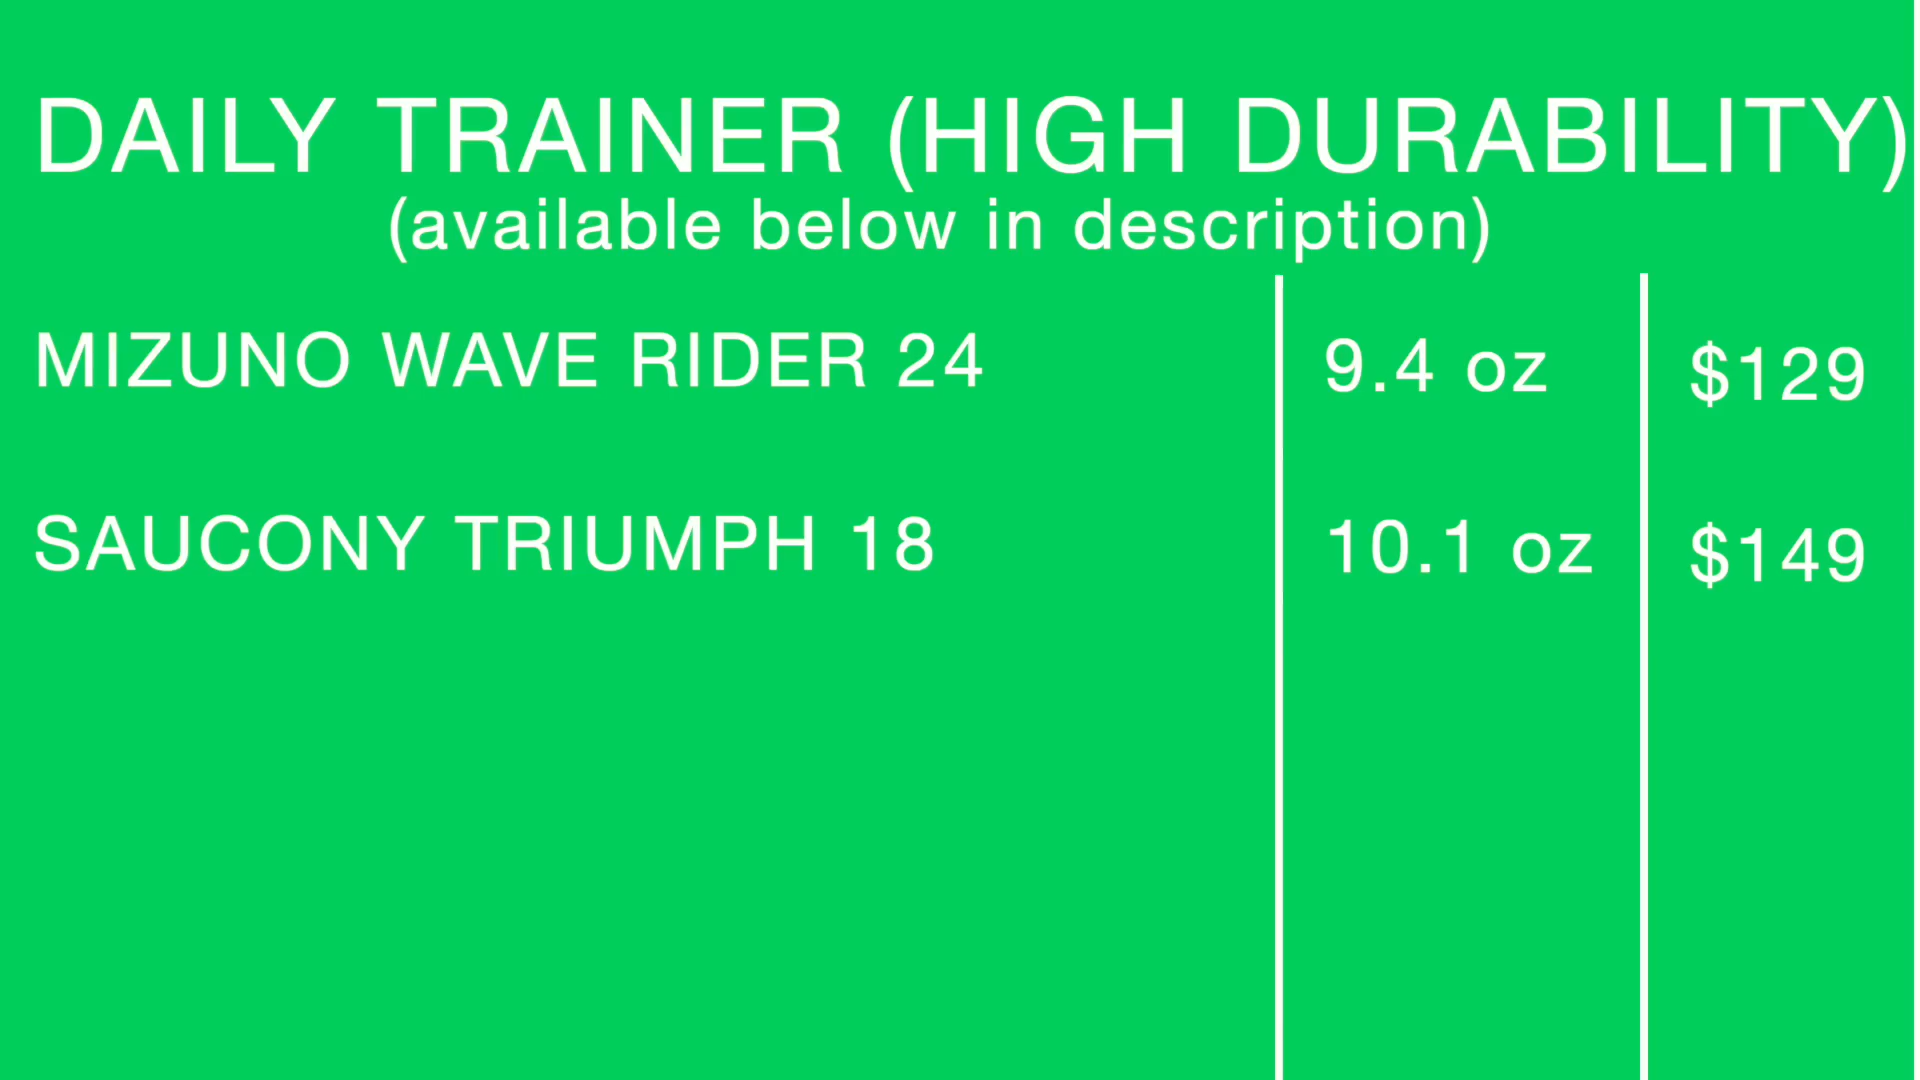 DAILY TRAINER (HIGH DURABILITY)
(available below in description)
MIZUNO WAVE RIDER 24 9.4 oz $129
SAUCONY TRIUMPH 18 10.1 oz $149